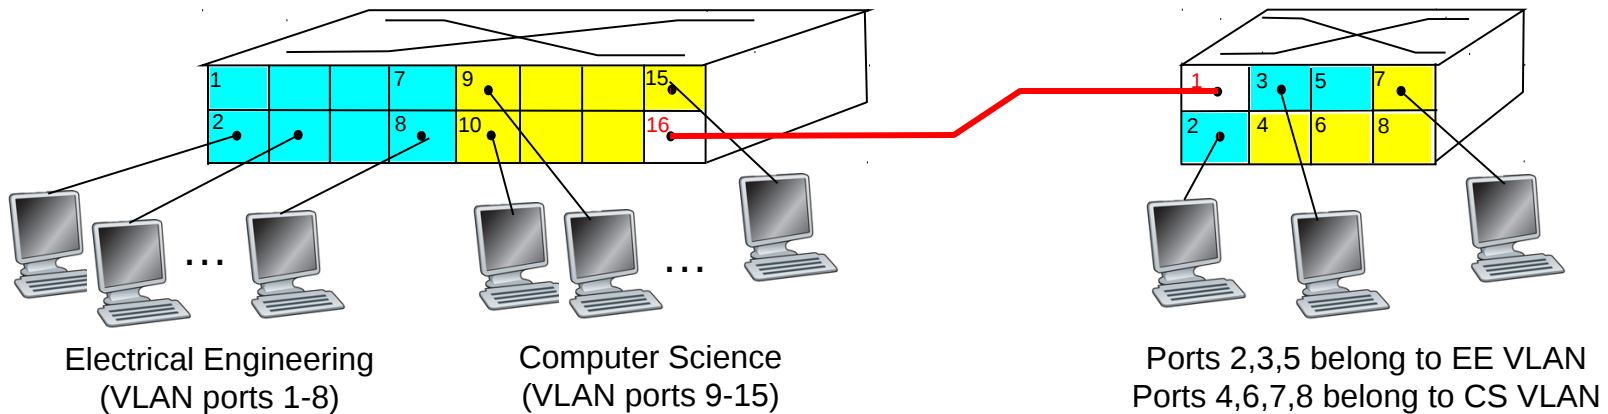 1 7 9 15
2 8 10 16
1 3 5 7
2 4 6 8
... ...
Electrical Engineering
(VLAN ports 1-8)
Computer Science
(VLAN ports 9-15)
Ports 2,3,5 belong to EE VLAN
Ports 4,6,7,8 belong to CS VLAN